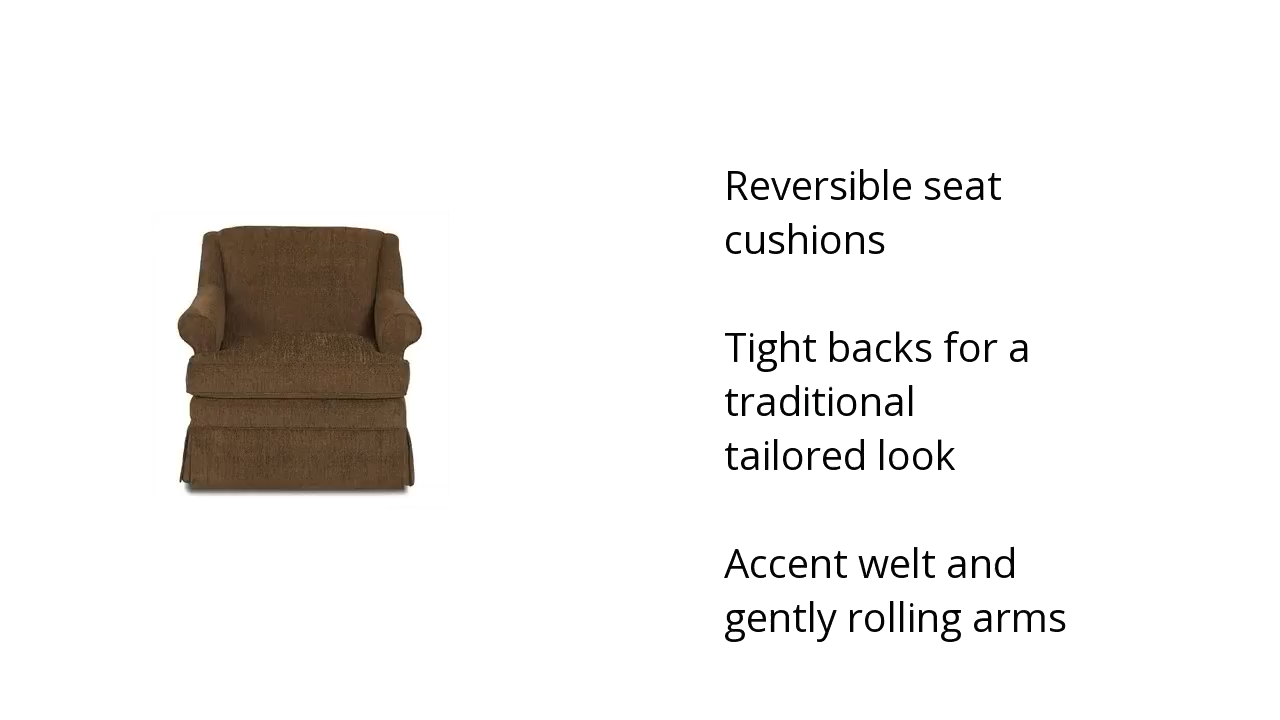 Reversible seat
cushions
Tight backs for a
traditional
tailored look
Accent welt and
gently rolling arms